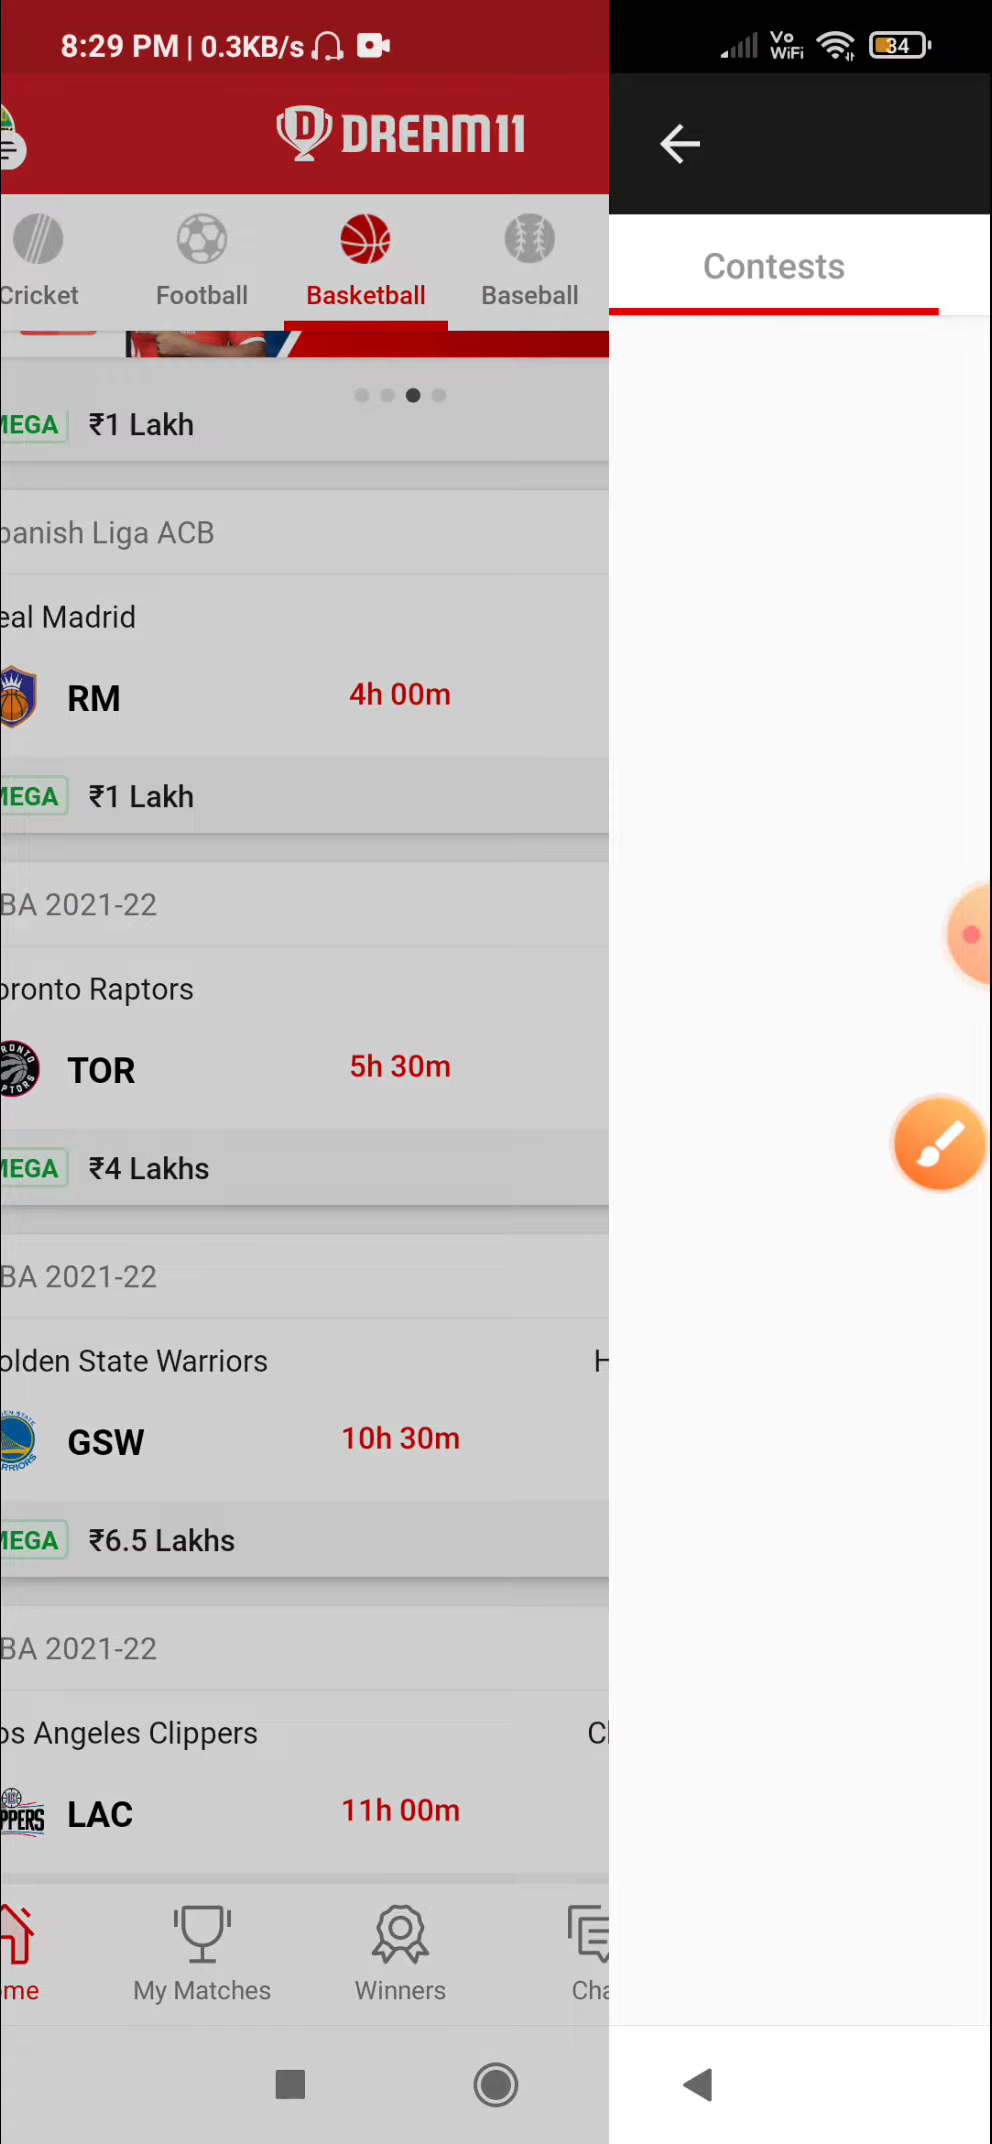 8:29 PM | 0.3KB/s
Vo WiFi
34
DREAM11
Cricket Football Basketball Baseball
Contests
MEGA ₹1 Lakh
panish Liga ACB
eal Madrid
RM 4h 00m
MEGA ₹1 Lakh
BA 2021-22
oronto Raptors
TOR 5h 30m
MEGA ₹4 Lakhs
BA 2021-22
olden State Warriors H
GSW 10h 30m
MEGA ₹6.5 Lakhs
BA 2021-22
os Angeles Clippers Cl
LAC 11h 00m
ome My Matches Winners Cha